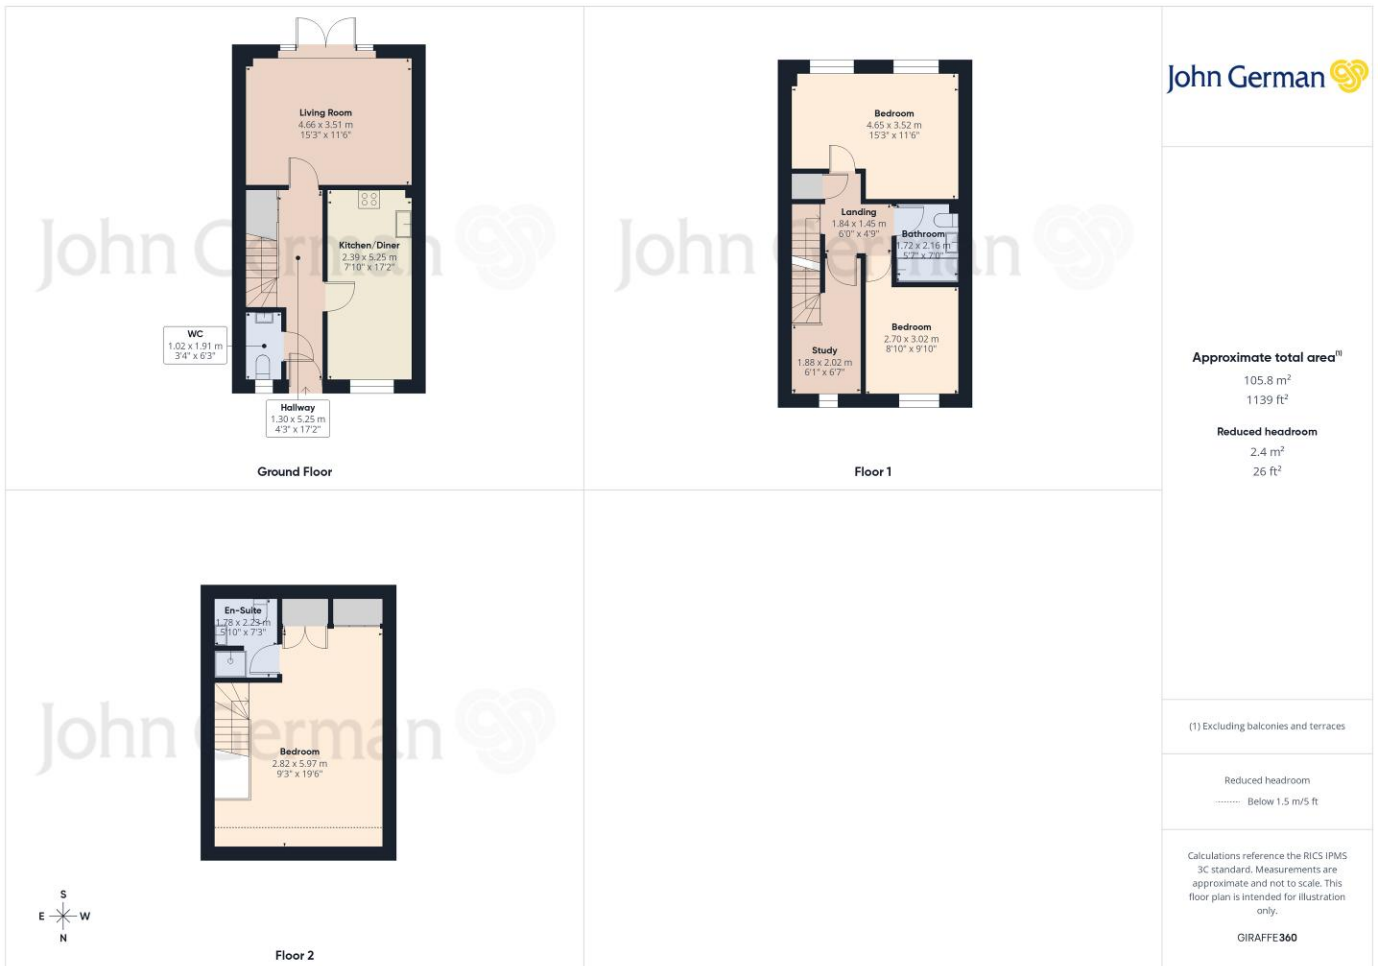 John German
Living Room
4.66 x 3.51 m
15'3" x 11'6"
Kitchen/Diner
2.39 x 5.25 m
7'10" x 17'2"
WC
1.02 x 1.91 m
3'4" x 6'3"
Hallway
1.30 x 5.25 m
4'3" x 17'2"
Ground Floor
John German
Bedroom
4.65 x 3.52 m
15'3" x 11'6"
Landing
1.84 x 1.45 m
6'0" x 4'9"
Bathroom
1.72 x 2.16 m
5'7" x 7'0"
Bedroom
2.70 x 3.02 m
8'10" x 9'10"
Study
1.88 x 2.02 m
6'1" x 6'7"
Floor 1
John German
En-Suite
1.78 x 2.23 m
5'10" x 7'3"
Bedroom
2.82 x 5.97 m
9'3" x 19'6"
S
E W
N
Floor 2
John German
Approximate total area(1)
105.8 m²
1139 ft²
Reduced headroom
2.4 m²
26 ft²
(1) Excluding balconies and terraces
Reduced headroom
Below 1.5 m/5 ft
Calculations reference the RICS IPMS
3C standard. Measurements are
approximate and not to scale. This
floor plan is intended for illustration
only.
GIRAFFE360